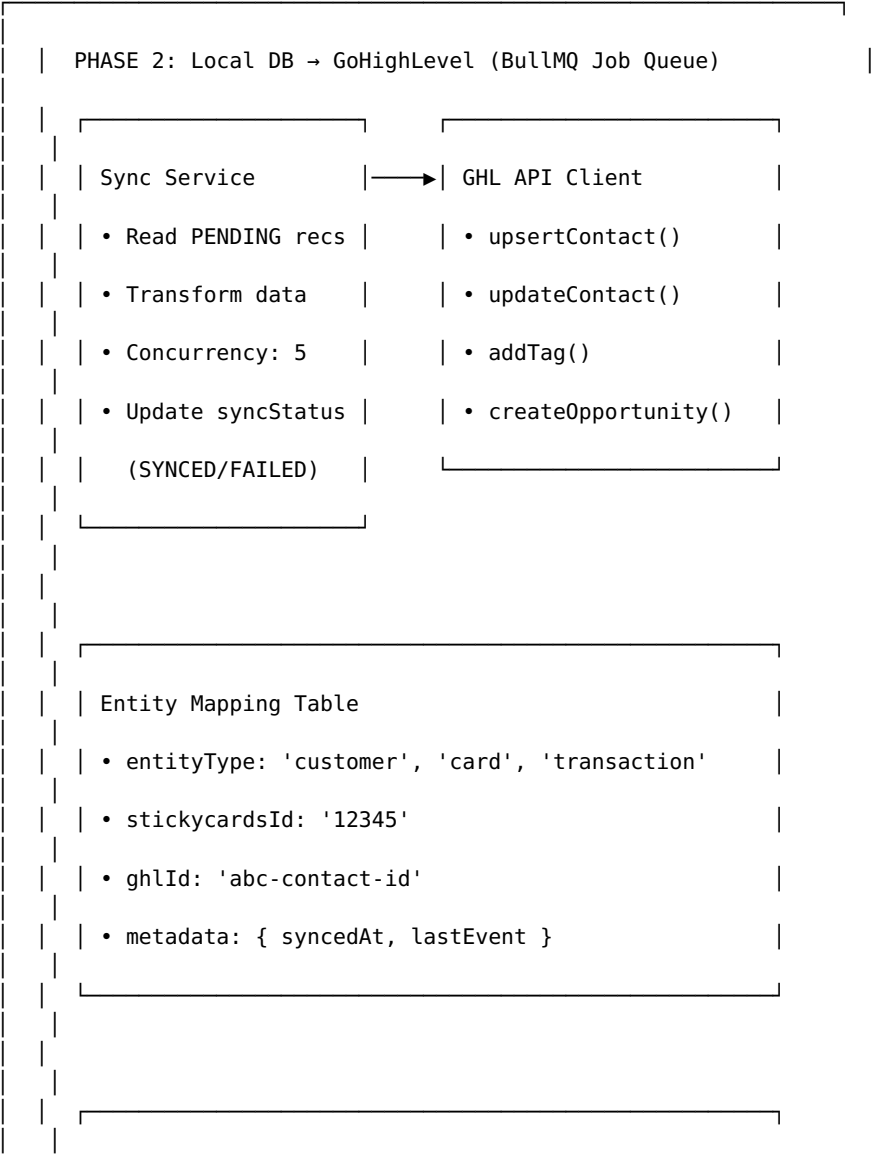 PHASE 2: Local DB → GoHighLevel (BullMQ Job Queue)
Sync Service
GHL API Client
• Read PENDING recs
• upsertContact()
• Transform data
• updateContact()
• Concurrency: 5
• addTag()
• Update syncStatus
• createOpportunity()
(SYNCED/FAILED)
Entity Mapping Table
• entityType: 'customer', 'card', 'transaction'
• stickycardsId: '12345'
• ghlId: 'abc-contact-id'
• metadata: { syncedAt, lastEvent }